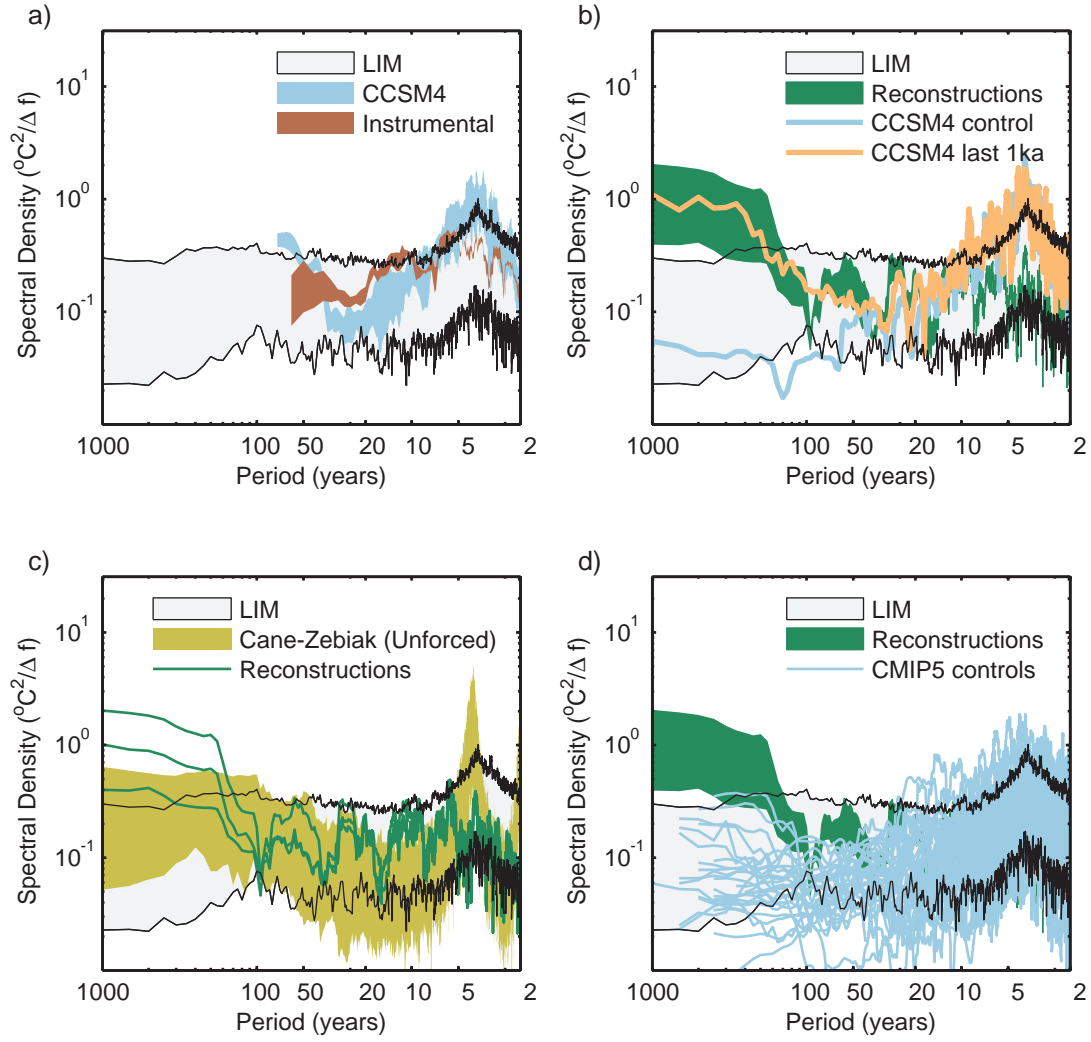 a)
Spectral Density (°C²/Δ f)
10¹
10⁰
10⁻¹
LIM
CCSM4
Instrumental
1000 100 50 20 10 5 2
Period (years)
b)
Spectral Density (°C²/Δ f)
10¹
10⁰
10⁻¹
LIM
Reconstructions
CCSM4 control
CCSM4 last 1ka
1000 100 50 20 10 5 2
Period (years)
c)
Spectral Density (°C²/Δ f)
10¹
10⁰
10⁻¹
LIM
Cane-Zebiak (Unforced)
Reconstructions
1000 100 50 20 10 5 2
Period (years)
d)
Spectral Density (°C²/Δ f)
10¹
10⁰
10⁻¹
LIM
Reconstructions
CMIP5 controls
1000 100 50 20 10 5 2
Period (years)